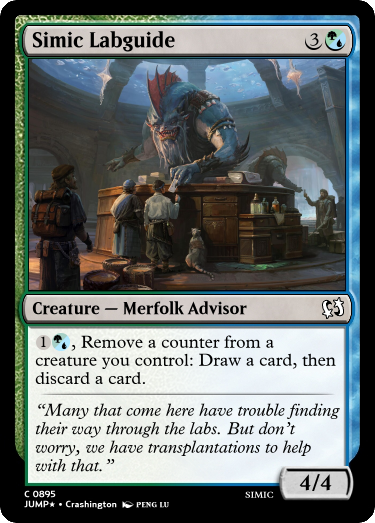 Simic Labguide 3
Creature — Merfolk Advisor
1, Remove a counter from a
creature you control: Draw a card, then
discard a card.
“Many that come here have trouble finding
their way through the labs. But don’t
worry, we have transplantations to help
with that.”
4/4
C 0895
JUMP★ • Crashington PENG LU
SIMIC